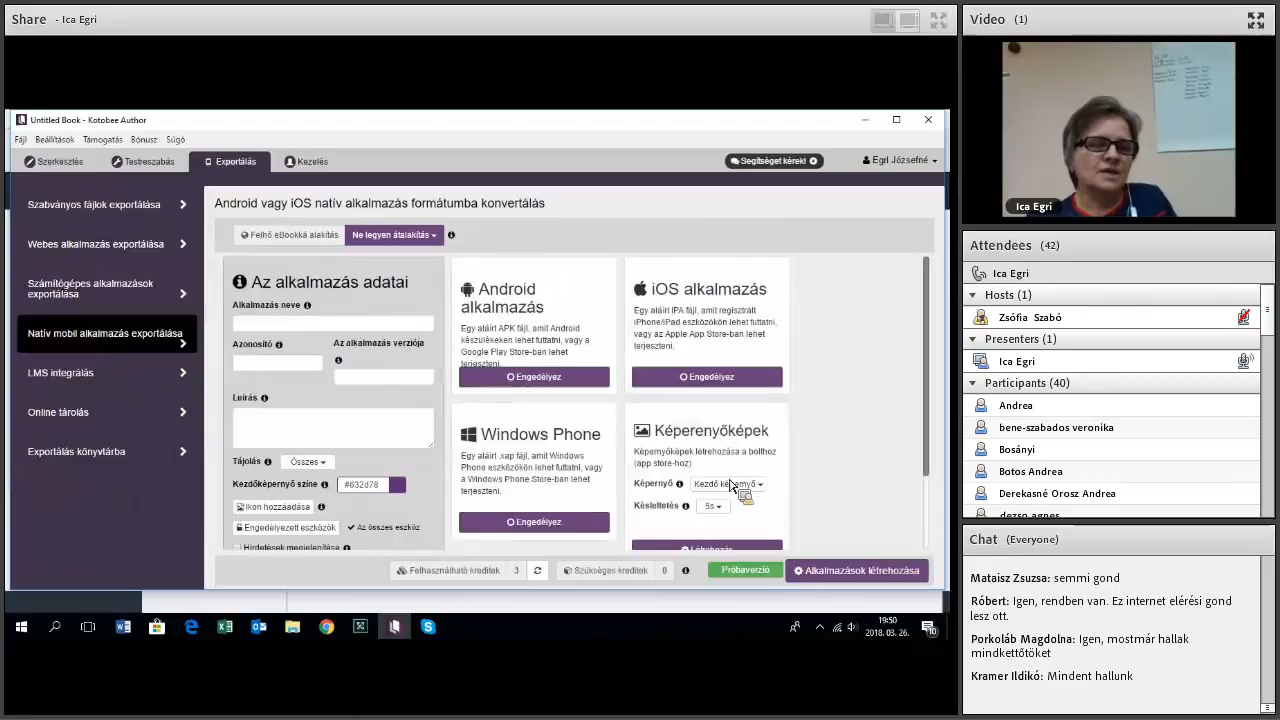 Share - Ica Egri
Untitled Book - Kotobee Author
Fájl Beállítások Támogatás Bónusz Súgó
Szerkesztés Testreszabás Exportálás Kezelés Segítséget kérek! Egri Józsefné
Szabványos fájlok exportálása
Webes alkalmazás exportálása
Számítógépes alkalmazások
exportálása
Natív mobil alkalmazás exportálása
LMS integrálás
Online tárolás
Exportálás könyvtárba
Android vagy iOS natív alkalmazás formátumba konvertálás
Felhő eBookká alakítás Ne legyen átalakítás
Az alkalmazás adatai
Alkalmazás neve
Azonosító
Az alkalmazás verziója
Leírás
Tájolás Összes
Kezdőképernyő színe #632d78
Ikon hozzáadása
Engedélyezett eszközök Az összes eszköz
Hirdetések megjelenítése
Android
alkalmazás
Egy aláírt APK fájl, amit Android
készülékeken lehet futtatni, vagy a
Google Play Store-ban lehet
terjeszteni.
Engedélyez
iOS alkalmazás
Egy aláírt IPA fájl, amit regisztrált
iPhone/iPad eszközökön lehet futtatni,
vagy az Apple App Store-ban lehet
terjeszteni.
Engedélyez
Windows Phone
Egy aláírt .xap fájl, amit Windows
Phone eszközökön lehet futtatni, vagy
a Windows Phone Store-ban lehet
terjeszteni.
Engedélyez
Képerenyőképek
Képernyőképek létrehozása a bolthoz
(app store-hoz)
Képernyő Kezdő képernyő
Késleltetés 5s
Létrehozás
Felhasználható kreditek 3 Szükséges kreditek 0 Próbaverzió Alkalmazások létrehozása
19:50
2018. 03. 26.
10
Video (1)
Ica Egri
Attendees (42)
Ica Egri
Hosts (1)
Zsófia Szabó
Presenters (1)
Ica Egri
Participants (40)
Andrea
bene-szabados veronika
Bosányi
Botos Andrea
Derekasné Orosz Andrea
dezso.agnes
Chat (Everyone)
Mataisz Zsuzsa: semmi gond
Róbert: Igen, rendben van. Ez internet elérési gond
lesz ott.
Porkoláb Magdolna: Igen, mostmár hallak
mindkettőtöket
Kramer Ildikó: Mindent hallunk